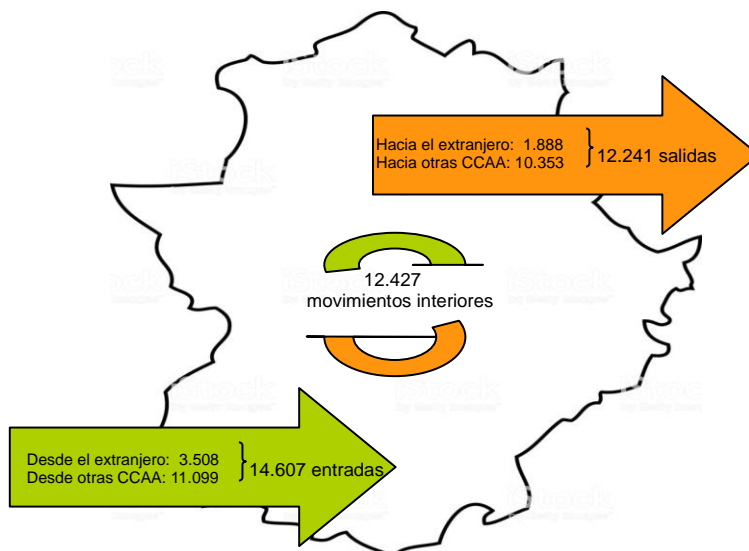 Hacia el extranjero: 1.888
Hacia otras CCAA: 10.353
12.241 salidas
12.427
movimientos interiores
Desde el extranjero: 3.508
Desde otras CCAA: 11.099
14.607 entradas